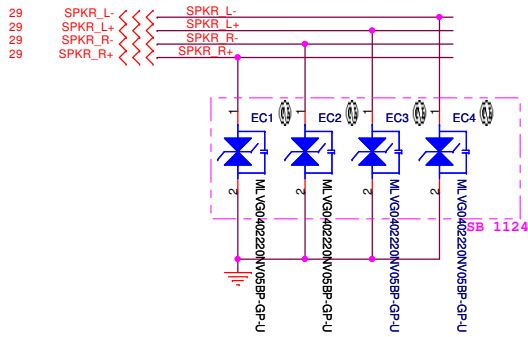 29 SPKR_L- SPKR_L-
29 SPKR_L+ SPKR_L+
29 SPKR_R- SPKR_R-
29 SPKR_R+ SPKR_R+
1 1 1 1
EC1 EC2 EC3 EC4
2 2 2 2
MLVG0402220NV05BP-GP-U
MLVG0402220NV05BP-GP-U
MLVG0402220NV05BP-GP-U
MLVG0402220NV05BP-GP-U
SB 1124